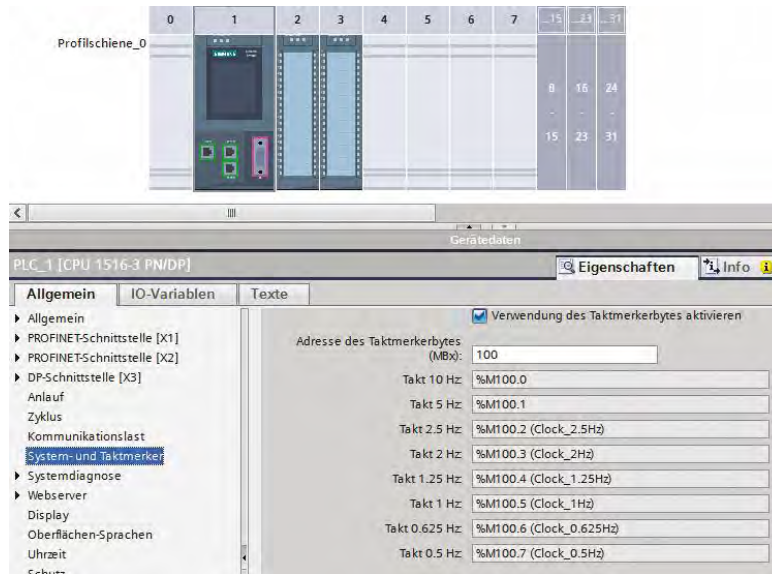 0 1 2 3 4 5 6 7 ...15 ...23 ...31
Profilschiene_0
SIEMENS
8 16 24
- - -
15 23 31
Gerätedaten
PLC_1 [CPU 1516-3 PN/DP]
Eigenschaften
Info
Allgemein
IO-Variablen
Texte
Allgemein
PROFINET-Schnittstelle [X1]
PROFINET-Schnittstelle [X2]
DP-Schnittstelle [X3]
Anlauf
Zyklus
Kommunikationslast
System- und Taktmerker
Systemdiagnose
Webserver
Display
Oberflächen-Sprachen
Uhrzeit
Schutz
Verwendung des Taktmerkerbytes aktivieren
Adresse des Taktmerkerbytes
(MBx): 100
Takt 10 Hz: %M100.0
Takt 5 Hz: %M100.1
Takt 2.5 Hz: %M100.2 (Clock_2.5Hz)
Takt 2 Hz: %M100.3 (Clock_2Hz)
Takt 1.25 Hz: %M100.4 (Clock_1.25Hz)
Takt 1 Hz: %M100.5 (Clock_1Hz)
Takt 0.625 Hz: %M100.6 (Clock_0.625Hz)
Takt 0.5 Hz: %M100.7 (Clock_0.5Hz)